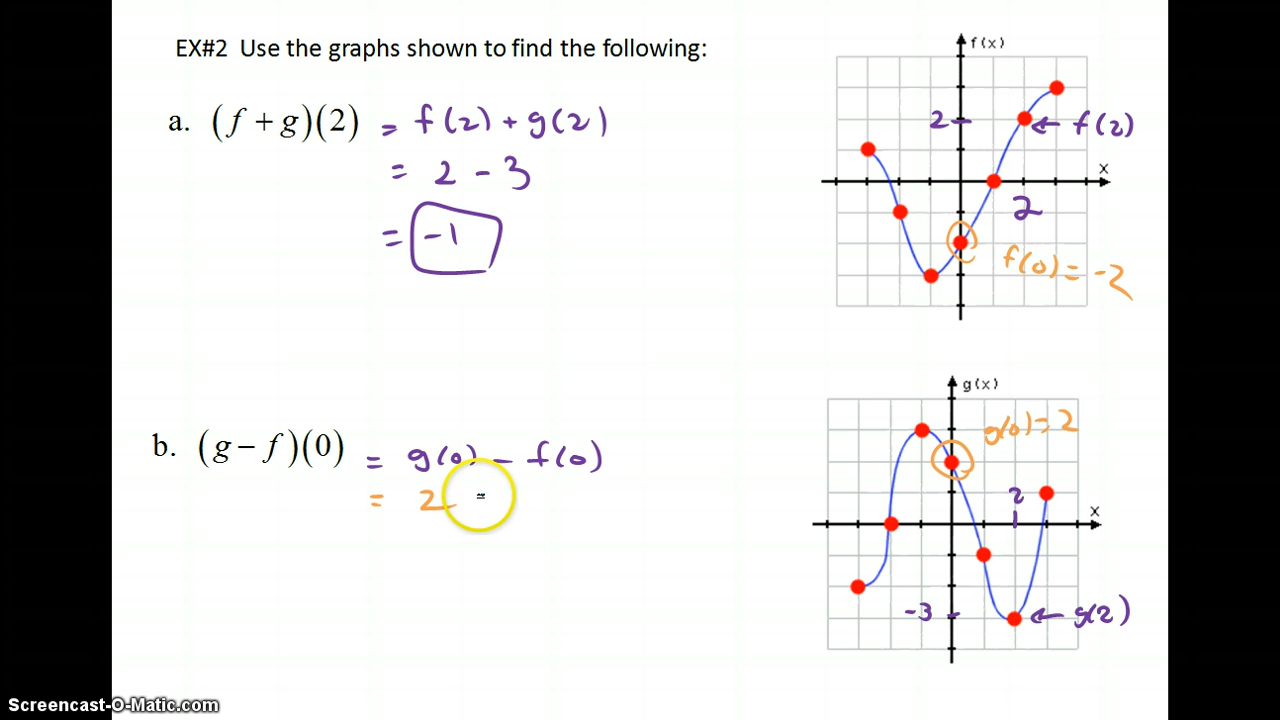 EX#2 Use the graphs shown to find the following:
a. (f + g)(2) = f(2) + g(2)
= 2 - 3
= -1
f(x)
2
← f(2)
x
2
f(0) = -2
b. (g - f)(0) = g(0) - f(0)
= 2
g(x)
g(0) = 2
2
x
-3
← g(2)
Screencast-O-Matic.com